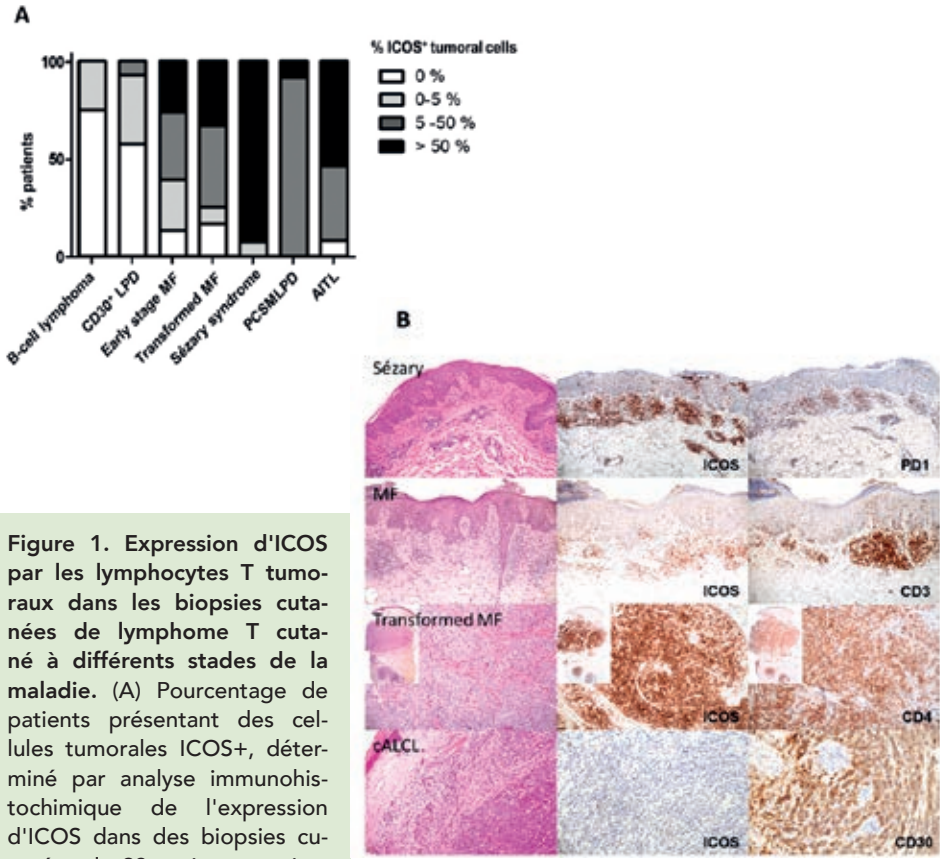 A
% ICOS+ tumoral cells
0 %
0-5 %
5 -50 %
> 50 %
% patients
100
50
0
B-cell lymphoma
CD30+ LPD
Early stage MF
Transformed MF
Sézary syndrome
PCSMLPD
AITL
B
Sézary
ICOS
PD1
MF
ICOS
CD3
Transformed MF
ICOS
CD4
cALCL
ICOS
CD30
Figure 1. Expression d'ICOS
par les lymphocytes T tumo-
raux dans les biopsies cuta-
nées de lymphome T cuta-
né à différents stades de la
maladie. (A) Pourcentage de
patients présentant des cel-
lules tumorales ICOS+, déter-
miné par analyse immunohis-
tochimique de l'expression
d'ICOS dans des biopsies cu-